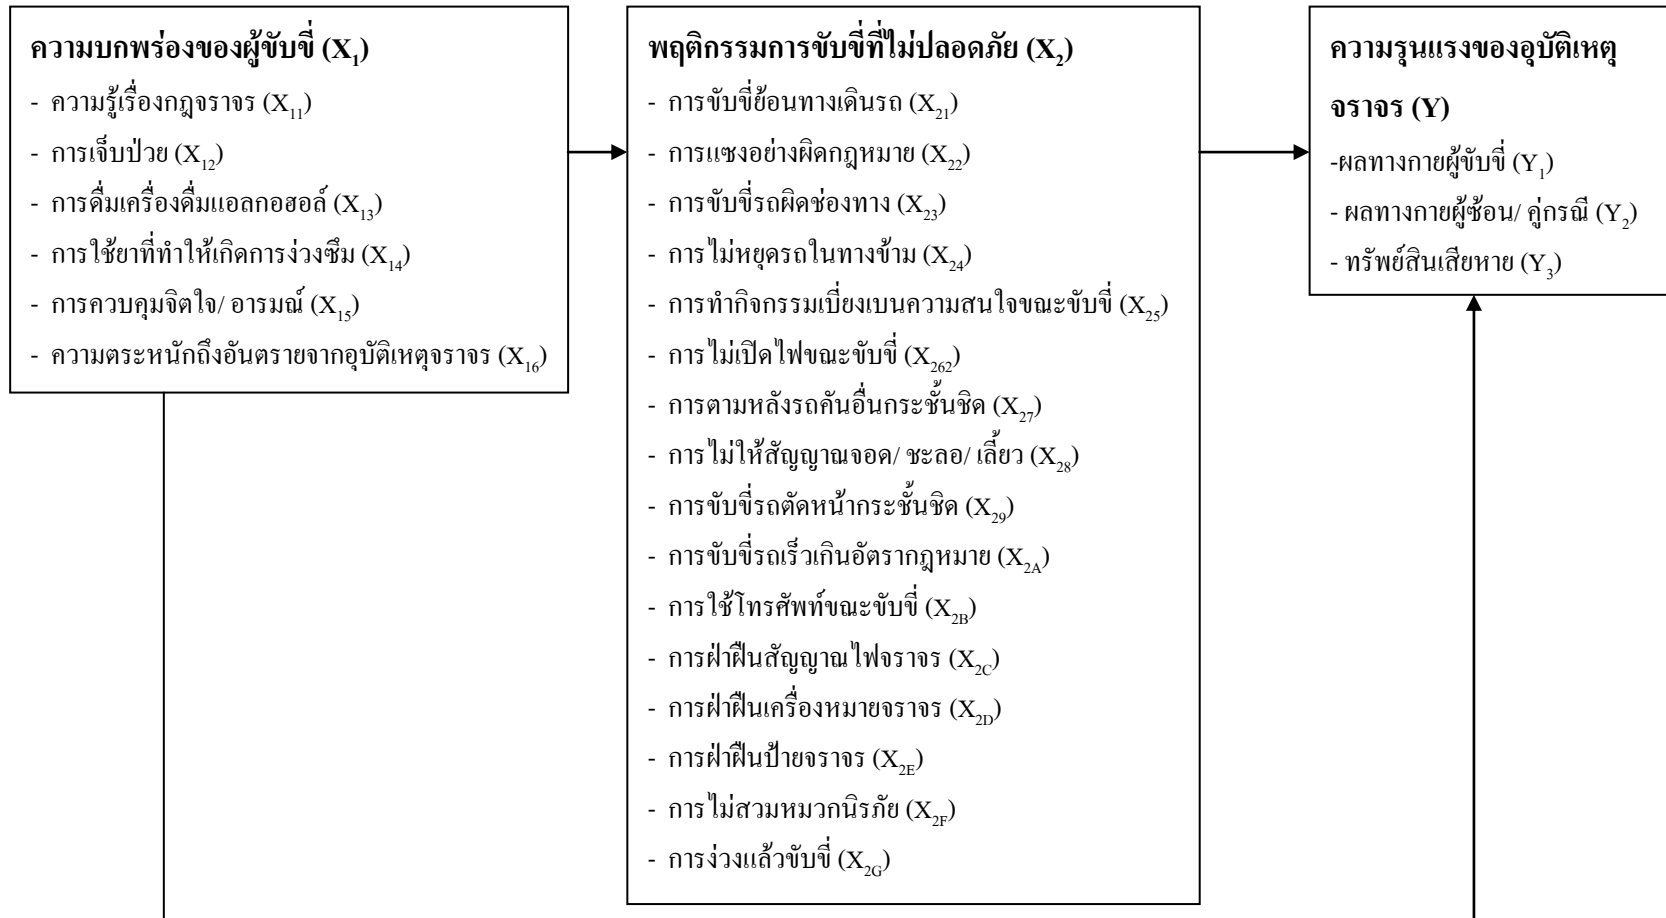 ความบกพร่องของผู้ขับขี่ (X₁)
- ความรู้เรื่องกฎจราจร (X₁₁)
- การเจ็บป่วย (X₁₂)
- การดื่มเครื่องดื่มแอลกอฮอล์ (X₁₃)
- การใช้ยาที่ทำให้เกิดการง่วงซึม (X₁₄)
- การควบคุมจิตใจ/ อารมณ์ (X₁₅)
- ความตระหนักถึงอันตรายจากอุบัติเหตุจราจร (X₁₆)
พฤติกรรมการขับขี่ที่ไม่ปลอดภัย (X₂)
- การขับขี่ย้อนทางเดินรถ (X₂₁)
- การแซงอย่างผิดกฎหมาย (X₂₂)
- การขับขี่รถผิดช่องทาง (X₂₃)
- การไม่หยุดรถในทางข้าม (X₂₄)
- การทำกิจกรรมเบี่ยงเบนความสนใจขณะขับขี่ (X₂₅)
- การไม่เปิดไฟขณะขับขี่ (X₂₆₂)
- การตามหลังรถคันอื่นกระชั้นชิด (X₂₇)
- การไม่ให้สัญญาณจอด/ ชะลอ/ เลี้ยว (X₂₈)
- การขับขี่รถตัดหน้ากระชั้นชิด (X₂₉)
- การขับขี่รถเร็วเกินอัตรากฎหมาย (X2A)
- การใช้โทรศัพท์ขณะขับขี่ (X2B)
- การฝ่าฝืนสัญญาณไฟจราจร (X2C)
- การฝ่าฝืนเครื่องหมายจราจร (X2D)
- การฝ่าฝืนป้ายจราจร (X2E)
- การไม่สวมหมวกนิรภัย (X2F)
- การง่วงแล้วขับขี่ (X2G)
ความรุนแรงของอุบัติเหตุ
จราจร (Y)
-ผลทางกายผู้ขับขี่ (Y₁)
- ผลทางกายผู้ซ้อน/ คู่กรณี (Y₂)
- ทรัพย์สินเสียหาย (Y₃)